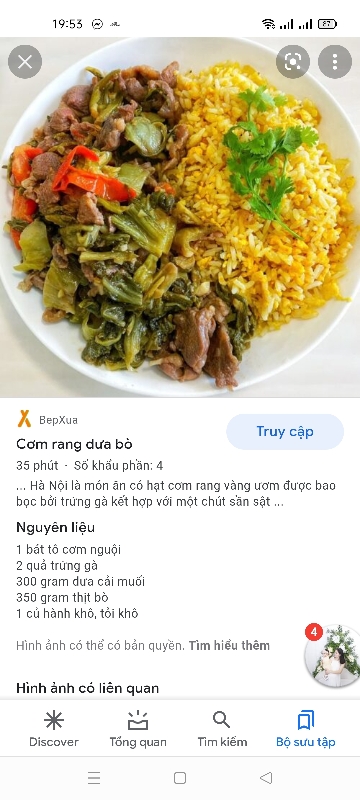 19:53
87
BepXua
Cơm rang dưa bò
Truy cập
35 phút · Số khẩu phần: 4
... Hà Nội là món ăn có hạt cơm rang vàng ươm được bao
bọc bởi trứng gà kết hợp với một chút sần sật ...
Nguyên liệu
1 bát tô cơm nguội
2 quả trứng gà
300 gram dưa cải muối
350 gram thịt bò
1 củ hành khô, tỏi khô
4
Hình ảnh có thể có bản quyền. Tìm hiểu thêm
Hình ảnh có liên quan
Discover
Tổng quan
Tìm kiếm
Bộ sưu tập